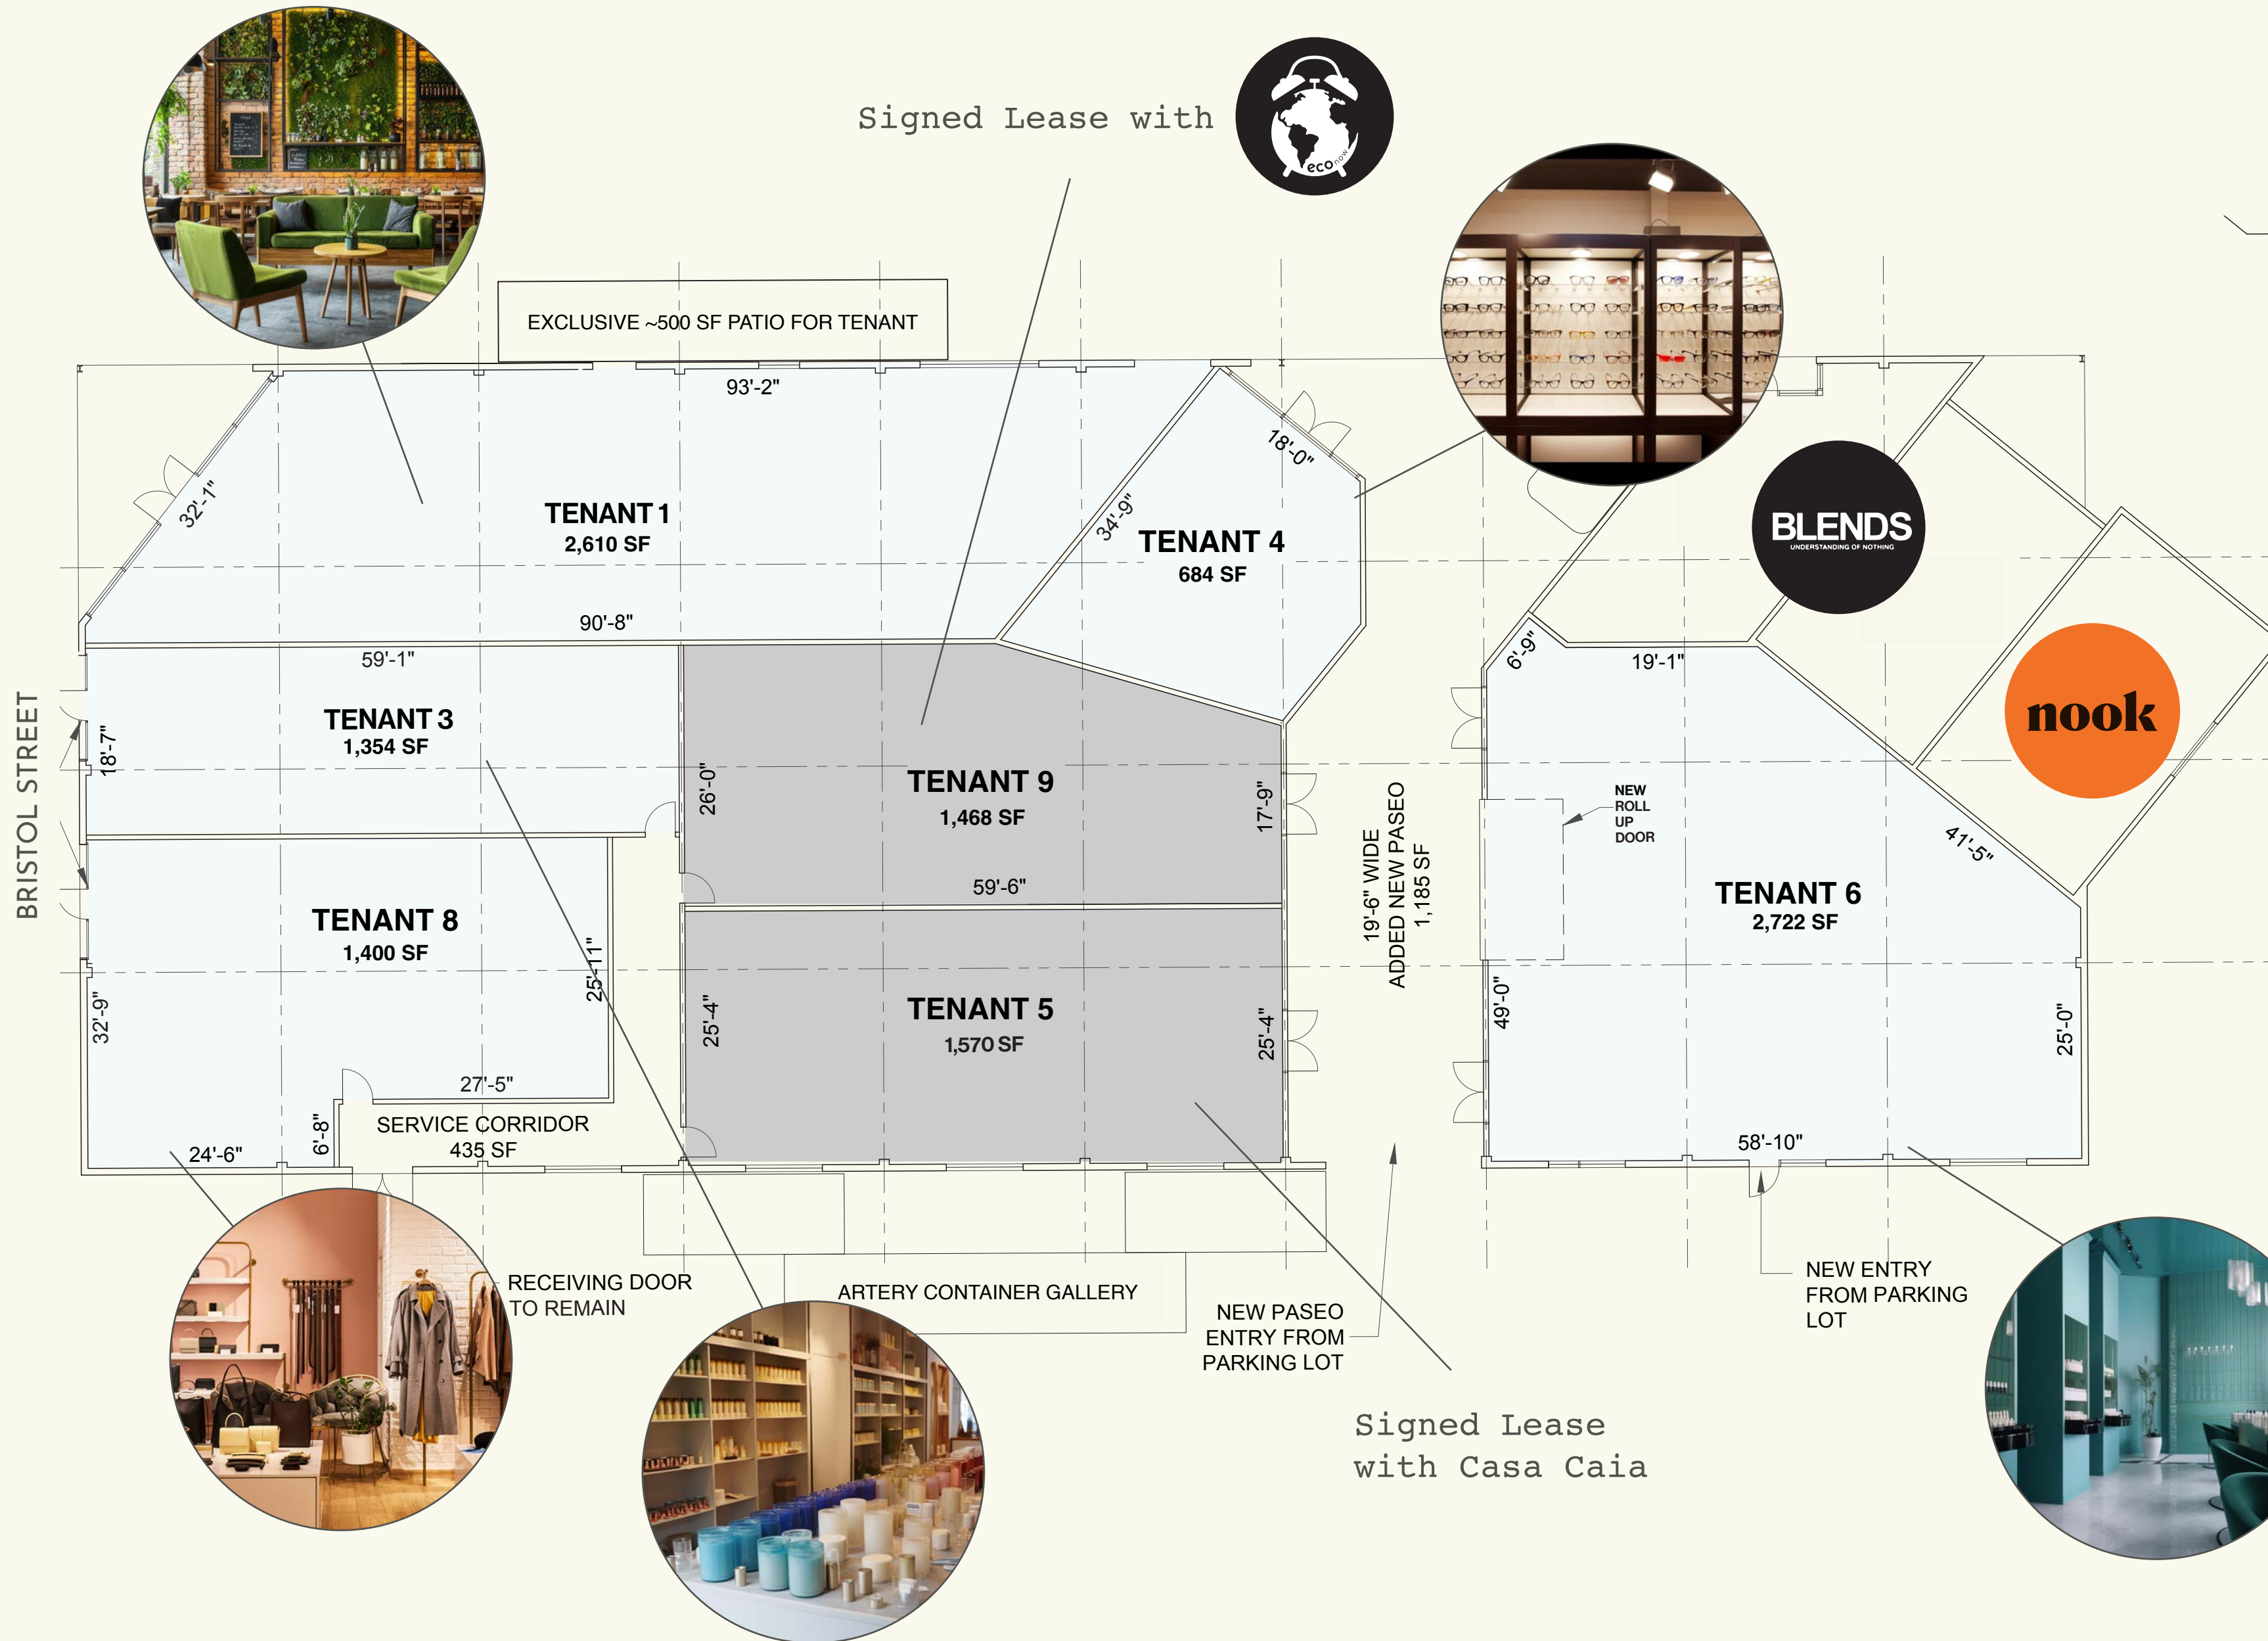 Signed Lease with
eco now
EXCLUSIVE ~500 SF PATIO FOR TENANT
93'-2"
32'-1"
TENANT 1
2,610 SF
34'-9"
18'-0"
TENANT 4
684 SF
90'-8"
BLENDS
UNDERSTANDING OF NOTHING
nook
59'-1"
TENANT 3
1,354 SF
18'-7"
BRISTOL STREET
26'-0"
TENANT 9
1,468 SF
17'-9"
59'-6"
19'-6" WIDE
ADDED NEW PASEO
1,185 SF
6'-9"
19'-1"
NEW
ROLL
UP
DOOR
41'-5"
TENANT 6
2,722 SF
49'-0"
25'-0"
58'-10"
TENANT 8
1,400 SF
25'-11"
32'-9"
27'-5"
6'-8"
24'-6"
SERVICE CORRIDOR
435 SF
25'-4"
TENANT 5
1,570 SF
25'-4"
RECEIVING DOOR
TO REMAIN
ARTERY CONTAINER GALLERY
NEW PASEO
ENTRY FROM
PARKING LOT
NEW ENTRY
FROM PARKING
LOT
Signed Lease
with Casa Caia